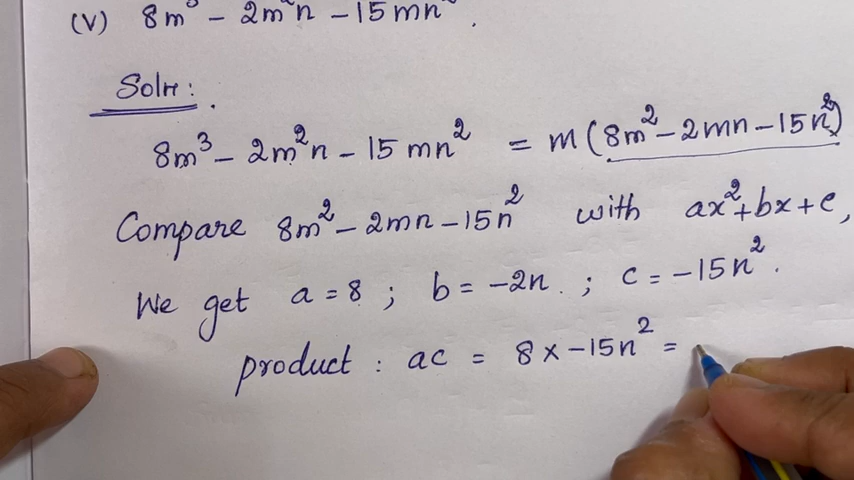 (V) 8m³ - 2m²n - 15mn².
Soln:.
8m³ - 2m²n - 15mn² = m(8m² - 2mn - 15n²)
Compare 8m² - 2mn - 15n² with ax²+bx+c,
We get a = 8 ; b = -2n. ; c = -15n².
product : ac = 8 × -15n² =